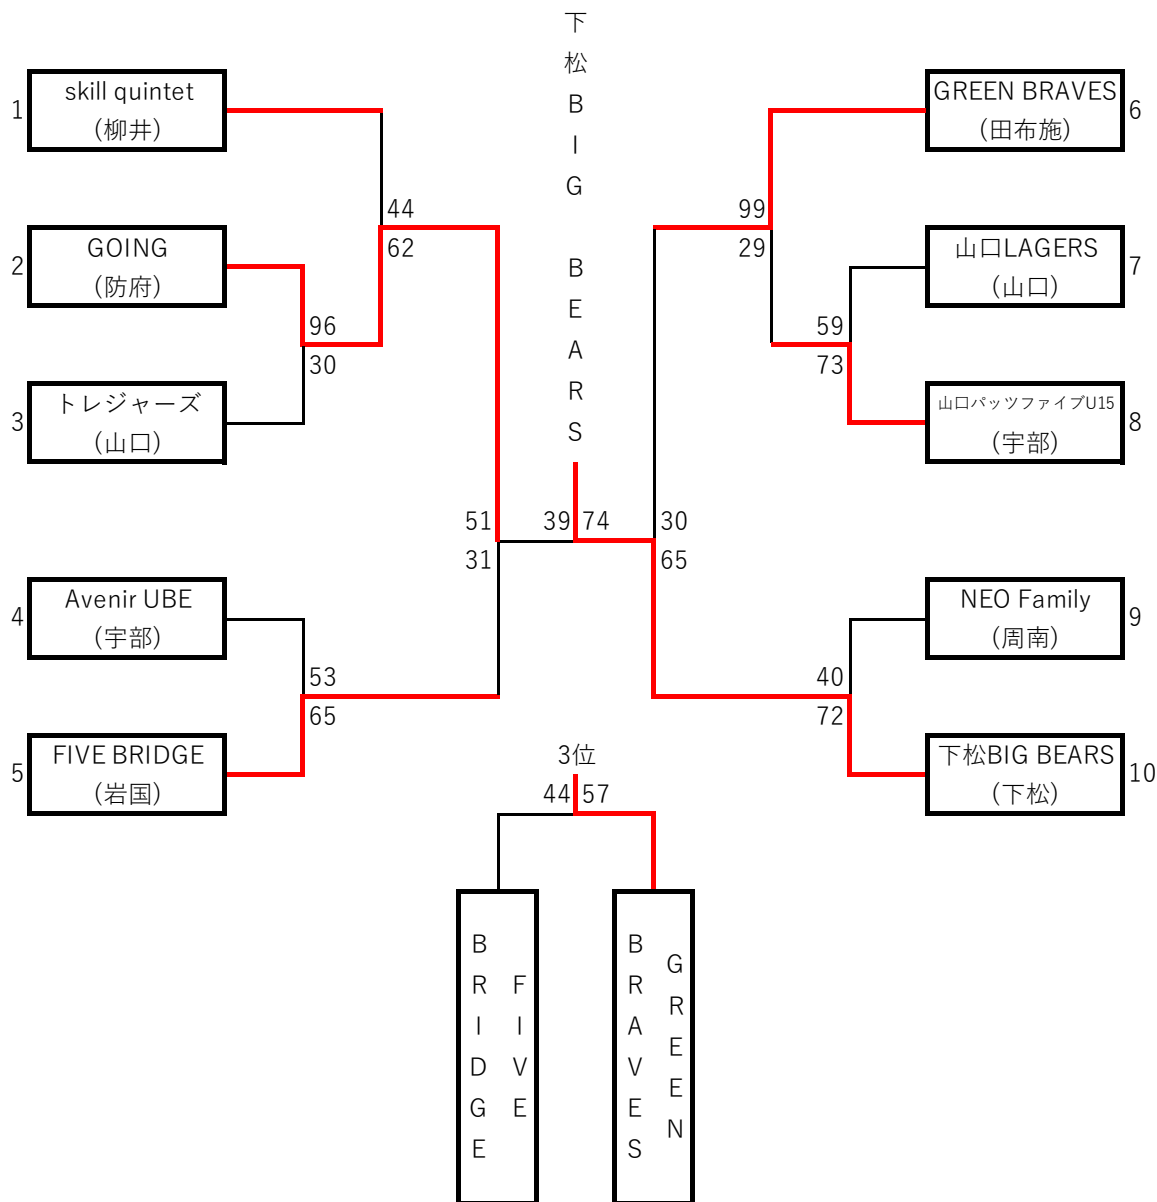 下松BIG BEARS
1
skill quintet
(柳井)
2
GOING
(防府)
3
トレジャーズ
(山口)
4
Avenir UBE
(宇部)
5
FIVE BRIDGE
(岩国)
44
62
96
30
51
31
53
65
39 74
GREEN BRAVES
(田布施)
6
山口LAGERS
(山口)
7
山口パッツファイブU15
(宇部)
8
NEO Family
(周南)
9
下松BIG BEARS
(下松)
10
99
29
59
73
30
65
40
72
3位
44 57
FIVE
BRIDGE
GREEN
BRAVES